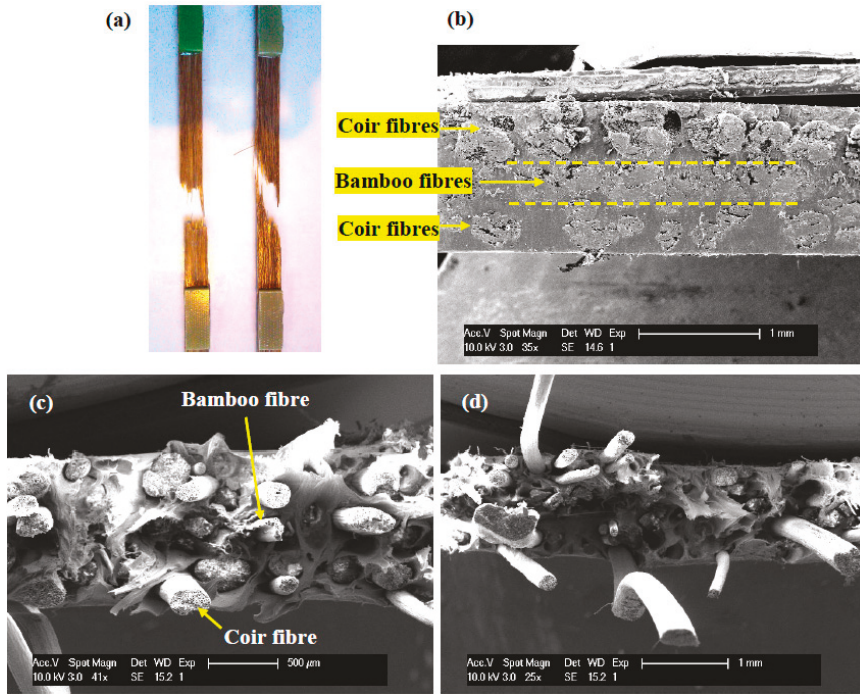 (a)
(b)
Coir fibres
Bamboo fibres
Coir fibres
Acc.V Spot Magn Det WD Exp
10.0 kV 3.0 35x SE 14.6 1
1 mm
(c)
Bamboo fibre
Coir fibre
Acc.V Spot Magn Det WD Exp
10.0 kV 3.0 41x SE 15.2 1
500 µm
(d)
Acc.V Spot Magn Det WD Exp
10.0 kV 3.0 25x SE 15.2 1
1 mm